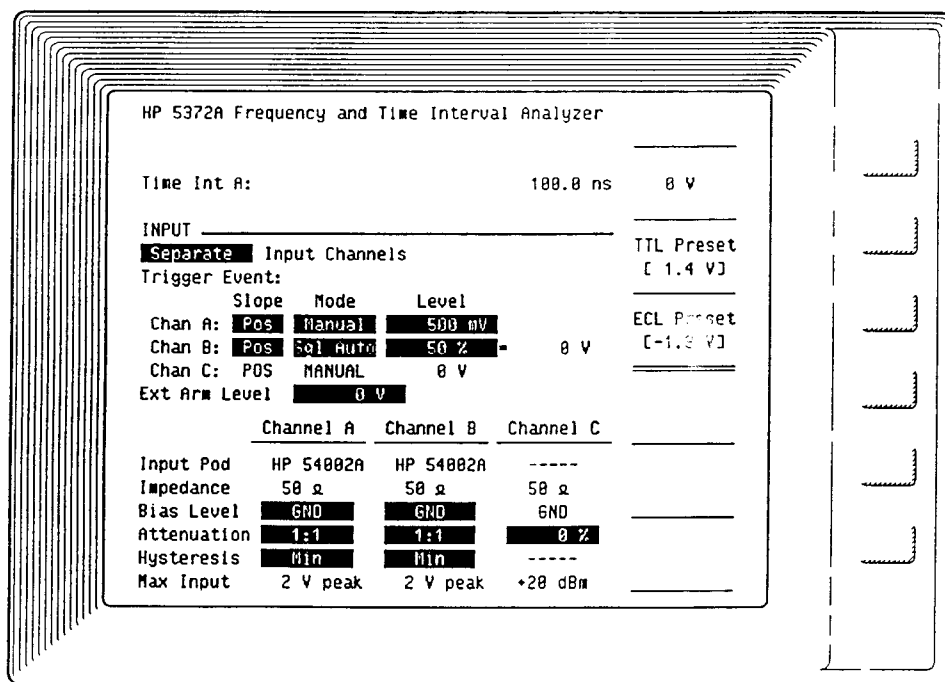 HP 5372A Frequency and Time Interval Analyzer
Time Int A: 100.0 ns 0 V
INPUT
Separate Input Channels
TTL Preset
[ 1.4 V]
Trigger Event:
Slope Mode Level
Chan A: Pos Manual 500 mV
ECL Preset
[-1.3 V]
Chan B: Pos Sgl Auto 50 % = 0 V
Chan C: POS MANUAL 0 V
Ext Arm Level 0 V
Channel A Channel B Channel C
Input Pod HP 54002A HP 54002A -----
Impedance 50 Ω 50 Ω 50 Ω
Bias Level GND GND GND
Attenuation 1:1 1:1 0 %
Hysteresis Min Min -----
Max Input 2 V peak 2 V peak +20 dBm